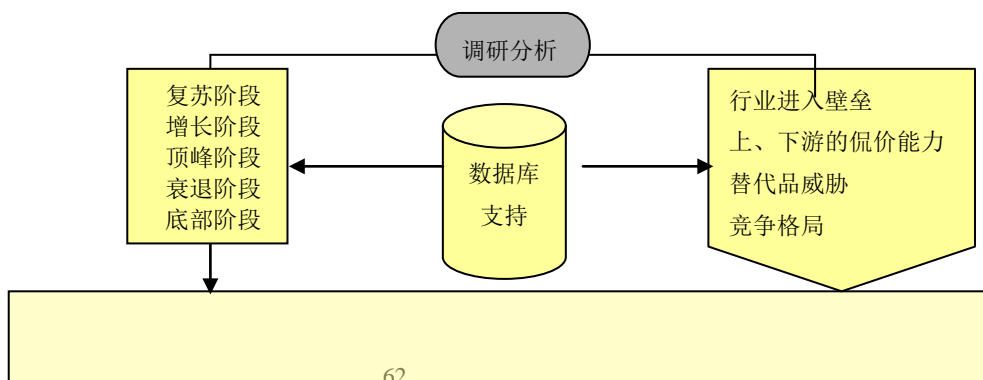 调研分析
复苏阶段
增长阶段
顶峰阶段
衰退阶段
底部阶段
数据库
支持
行业进入壁垒
上、下游的侃价能力
替代品威胁
竞争格局
62